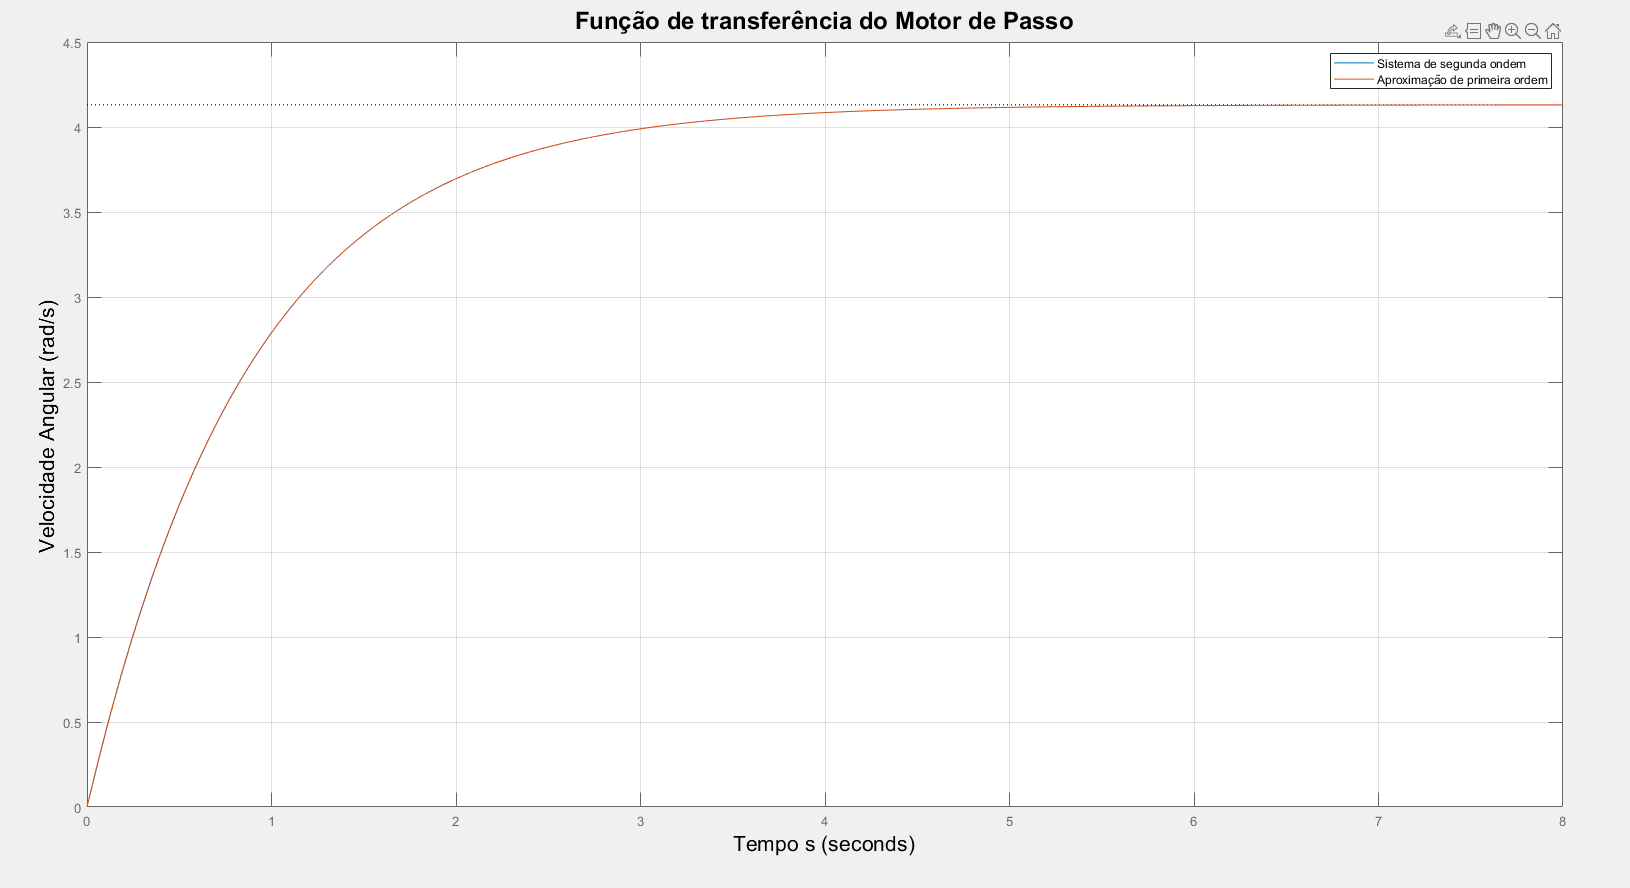 Função de transferência do Motor de Passo
Sistema de segunda ondem
Aproximação de primeira ordem
Velocidade Angular (rad/s)
4.5
4
3.5
3
2.5
2
1.5
1
0.5
0
0 1 2 3 4 5 6 7 8
Tempo s (seconds)